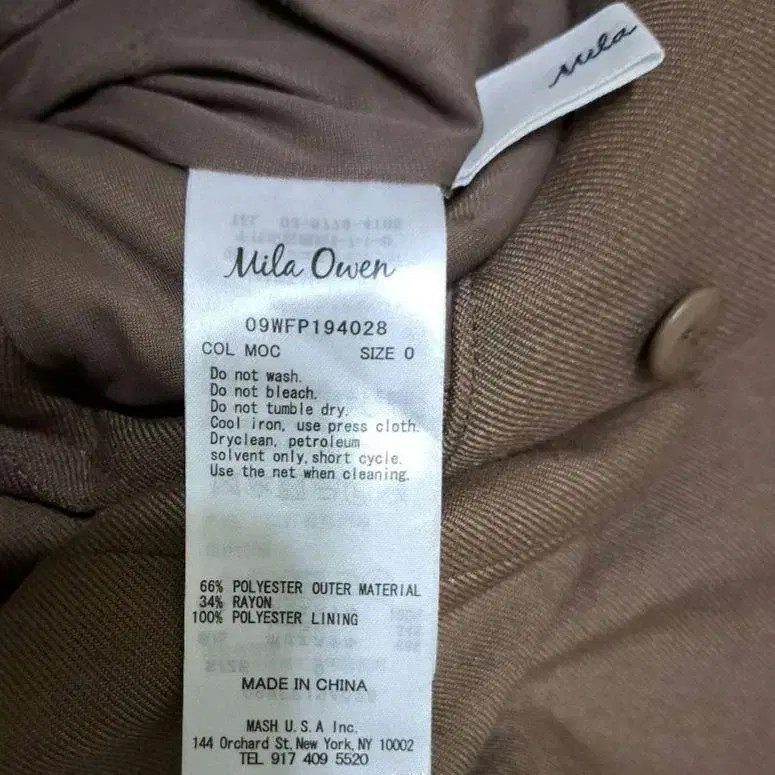 Mila
Mila Owen
09WFP194028
COL MOC SIZE 0
Do not wash.
Do not bleach.
Do not tumble dry.
Cool iron, use press cloth.
Dryclean, petroleum
solvent only, short cycle.
Use the net when cleaning.
66% POLYESTER OUTER MATERIAL
34% RAYON
100% POLYESTER LINING
MADE IN CHINA
MASH U.S.A Inc.
144 Orchard St, New York, NY 10002
TEL 917 409 5520